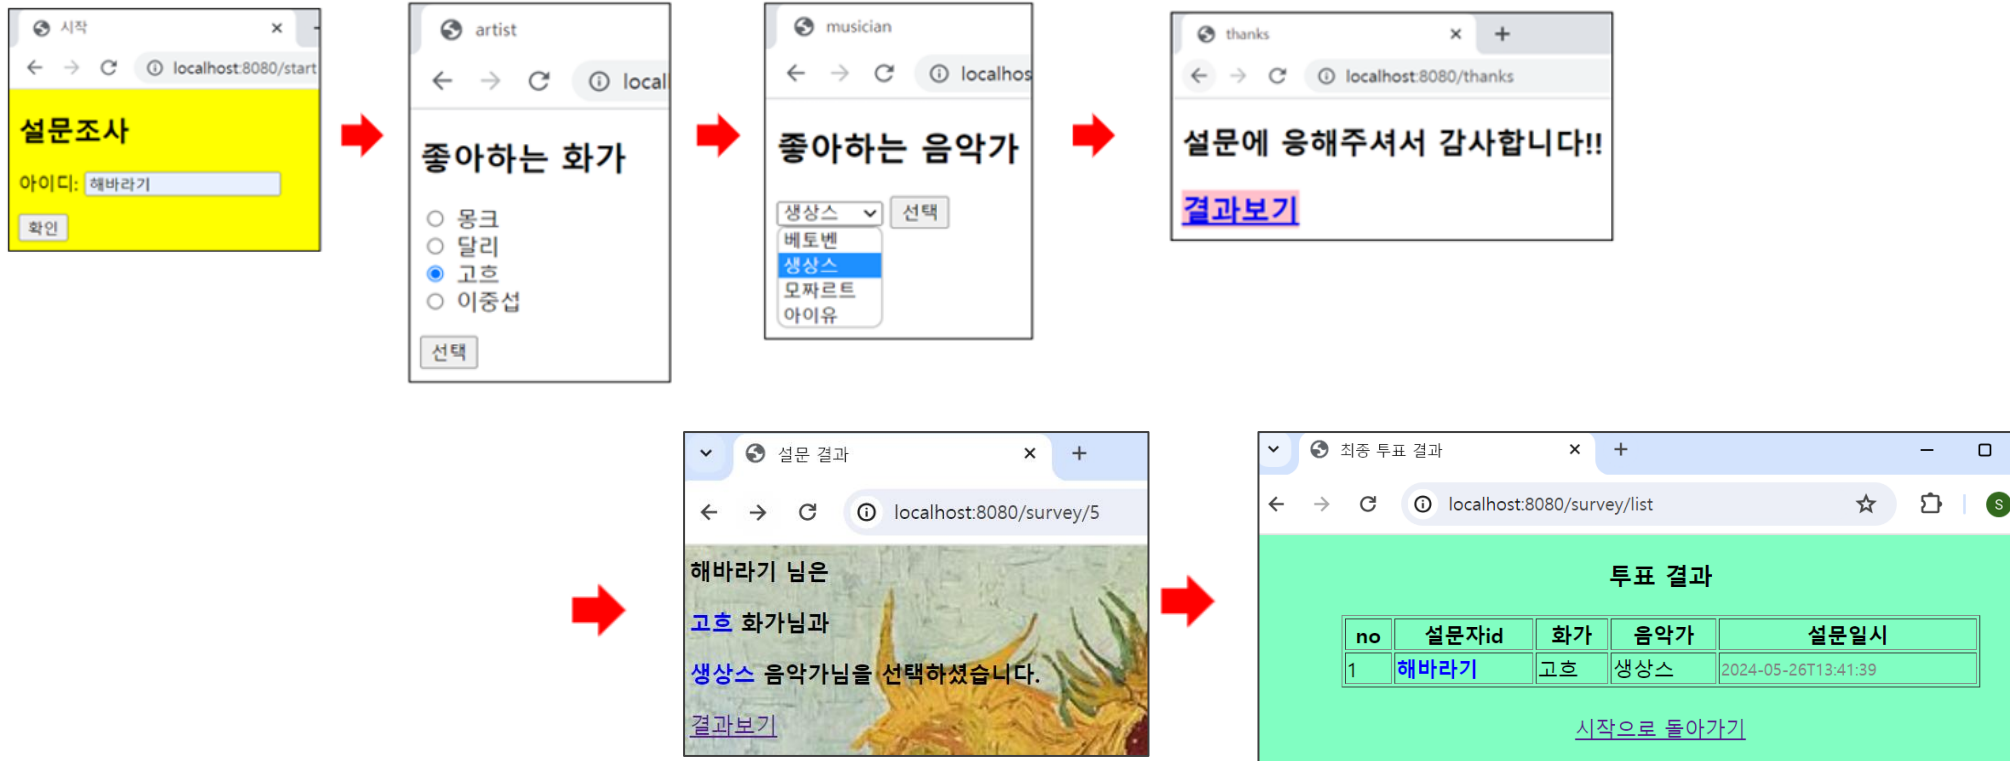 시작
localhost:8080/start
설문조사
아이디: 해바라기
확인
artist
local
좋아하는 화가
몽크
달리
고흐
이중섭
선택
musician
localhos
좋아하는 음악가
생상스 선택
베토벤
생상스
모짜르트
아이유
thanks
localhost:8080/thanks
설문에 응해주셔서 감사합니다!!
결과보기
설문 결과
localhost:8080/survey/5
해바라기 님은
고흐 화가님과
생상스 음악가님을 선택하셨습니다.
결과보기
최종 투표 결과
localhost:8080/survey/list
S
투표 결과
no 설문자id 화가 음악가 설문일시
1 해바라기 고흐 생상스 2024-05-26T13:41:39
시작으로 돌아가기